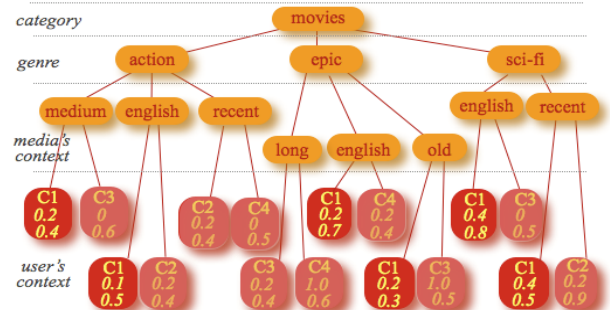 category
movies
genre
action
epic
sci-fi
medium
english
recent
english
recent
media's
context
long
english
old
C1
0.2
0.4
C3
0
0.6
C2
0.2
0.4
C4
0
0.5
C1
0.2
0.7
C4
0.2
0.4
C1
0.4
0.8
C3
0
0.5
user's
context
C1
0.1
0.5
C2
0.2
0.4
C3
0.2
0.4
C4
1.0
0.6
C1
0.2
0.3
C3
1.0
0.5
C1
0.4
0.5
C2
0.2
0.9